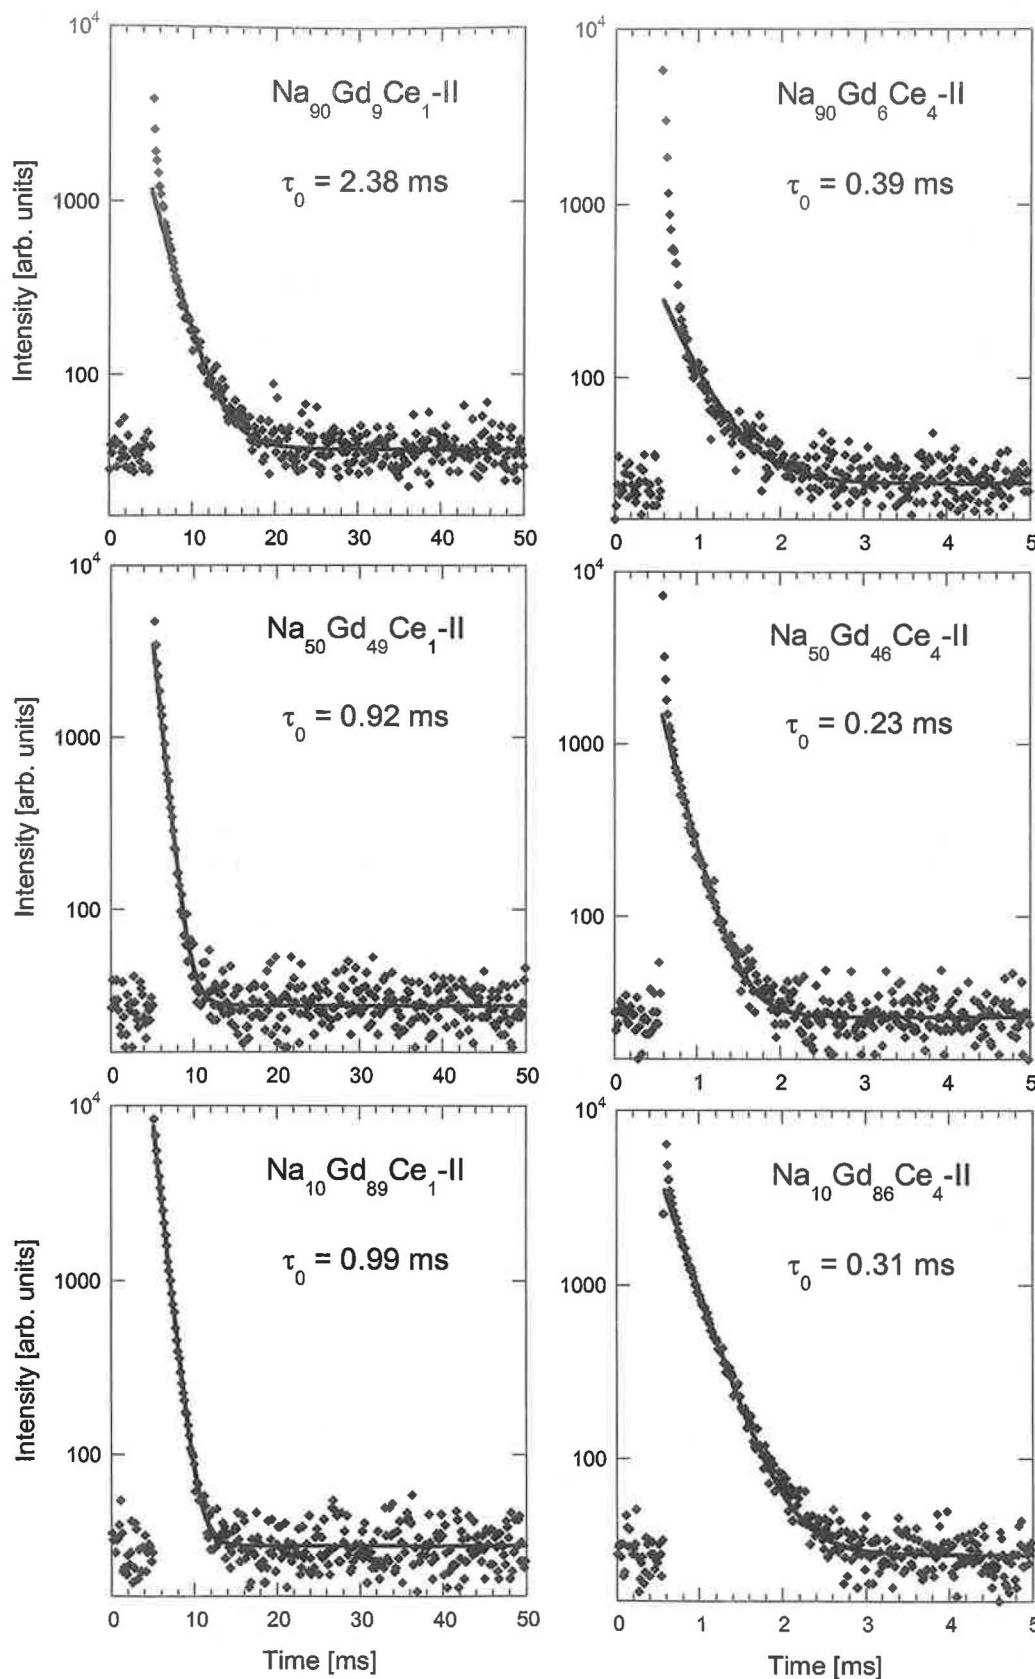 10⁴
Na₉₀Gd₉Ce₁-II
τ₀ = 2.38 ms
1000
100
Intensity [arb. units]
0 10 20 30 40 50
10⁴
Na₉₀Gd₆Ce₄-II
τ₀ = 0.39 ms
1000
100
0 1 2 3 4 5
10⁴
Na₅₀Gd₄₉Ce₁-II
τ₀ = 0.92 ms
1000
100
Intensity [arb. units]
0 10 20 30 40 50
10⁴
Na₅₀Gd₄₆Ce₄-II
τ₀ = 0.23 ms
1000
100
0 1 2 3 4 5
10⁴
Na₁₀Gd₈₉Ce₁-II
τ₀ = 0.99 ms
1000
100
Intensity [arb. units]
0 10 20 30 40 50
Time [ms]
10⁴
Na₁₀Gd₈₆Ce₄-II
τ₀ = 0.31 ms
1000
100
0 1 2 3 4 5
Time [ms]